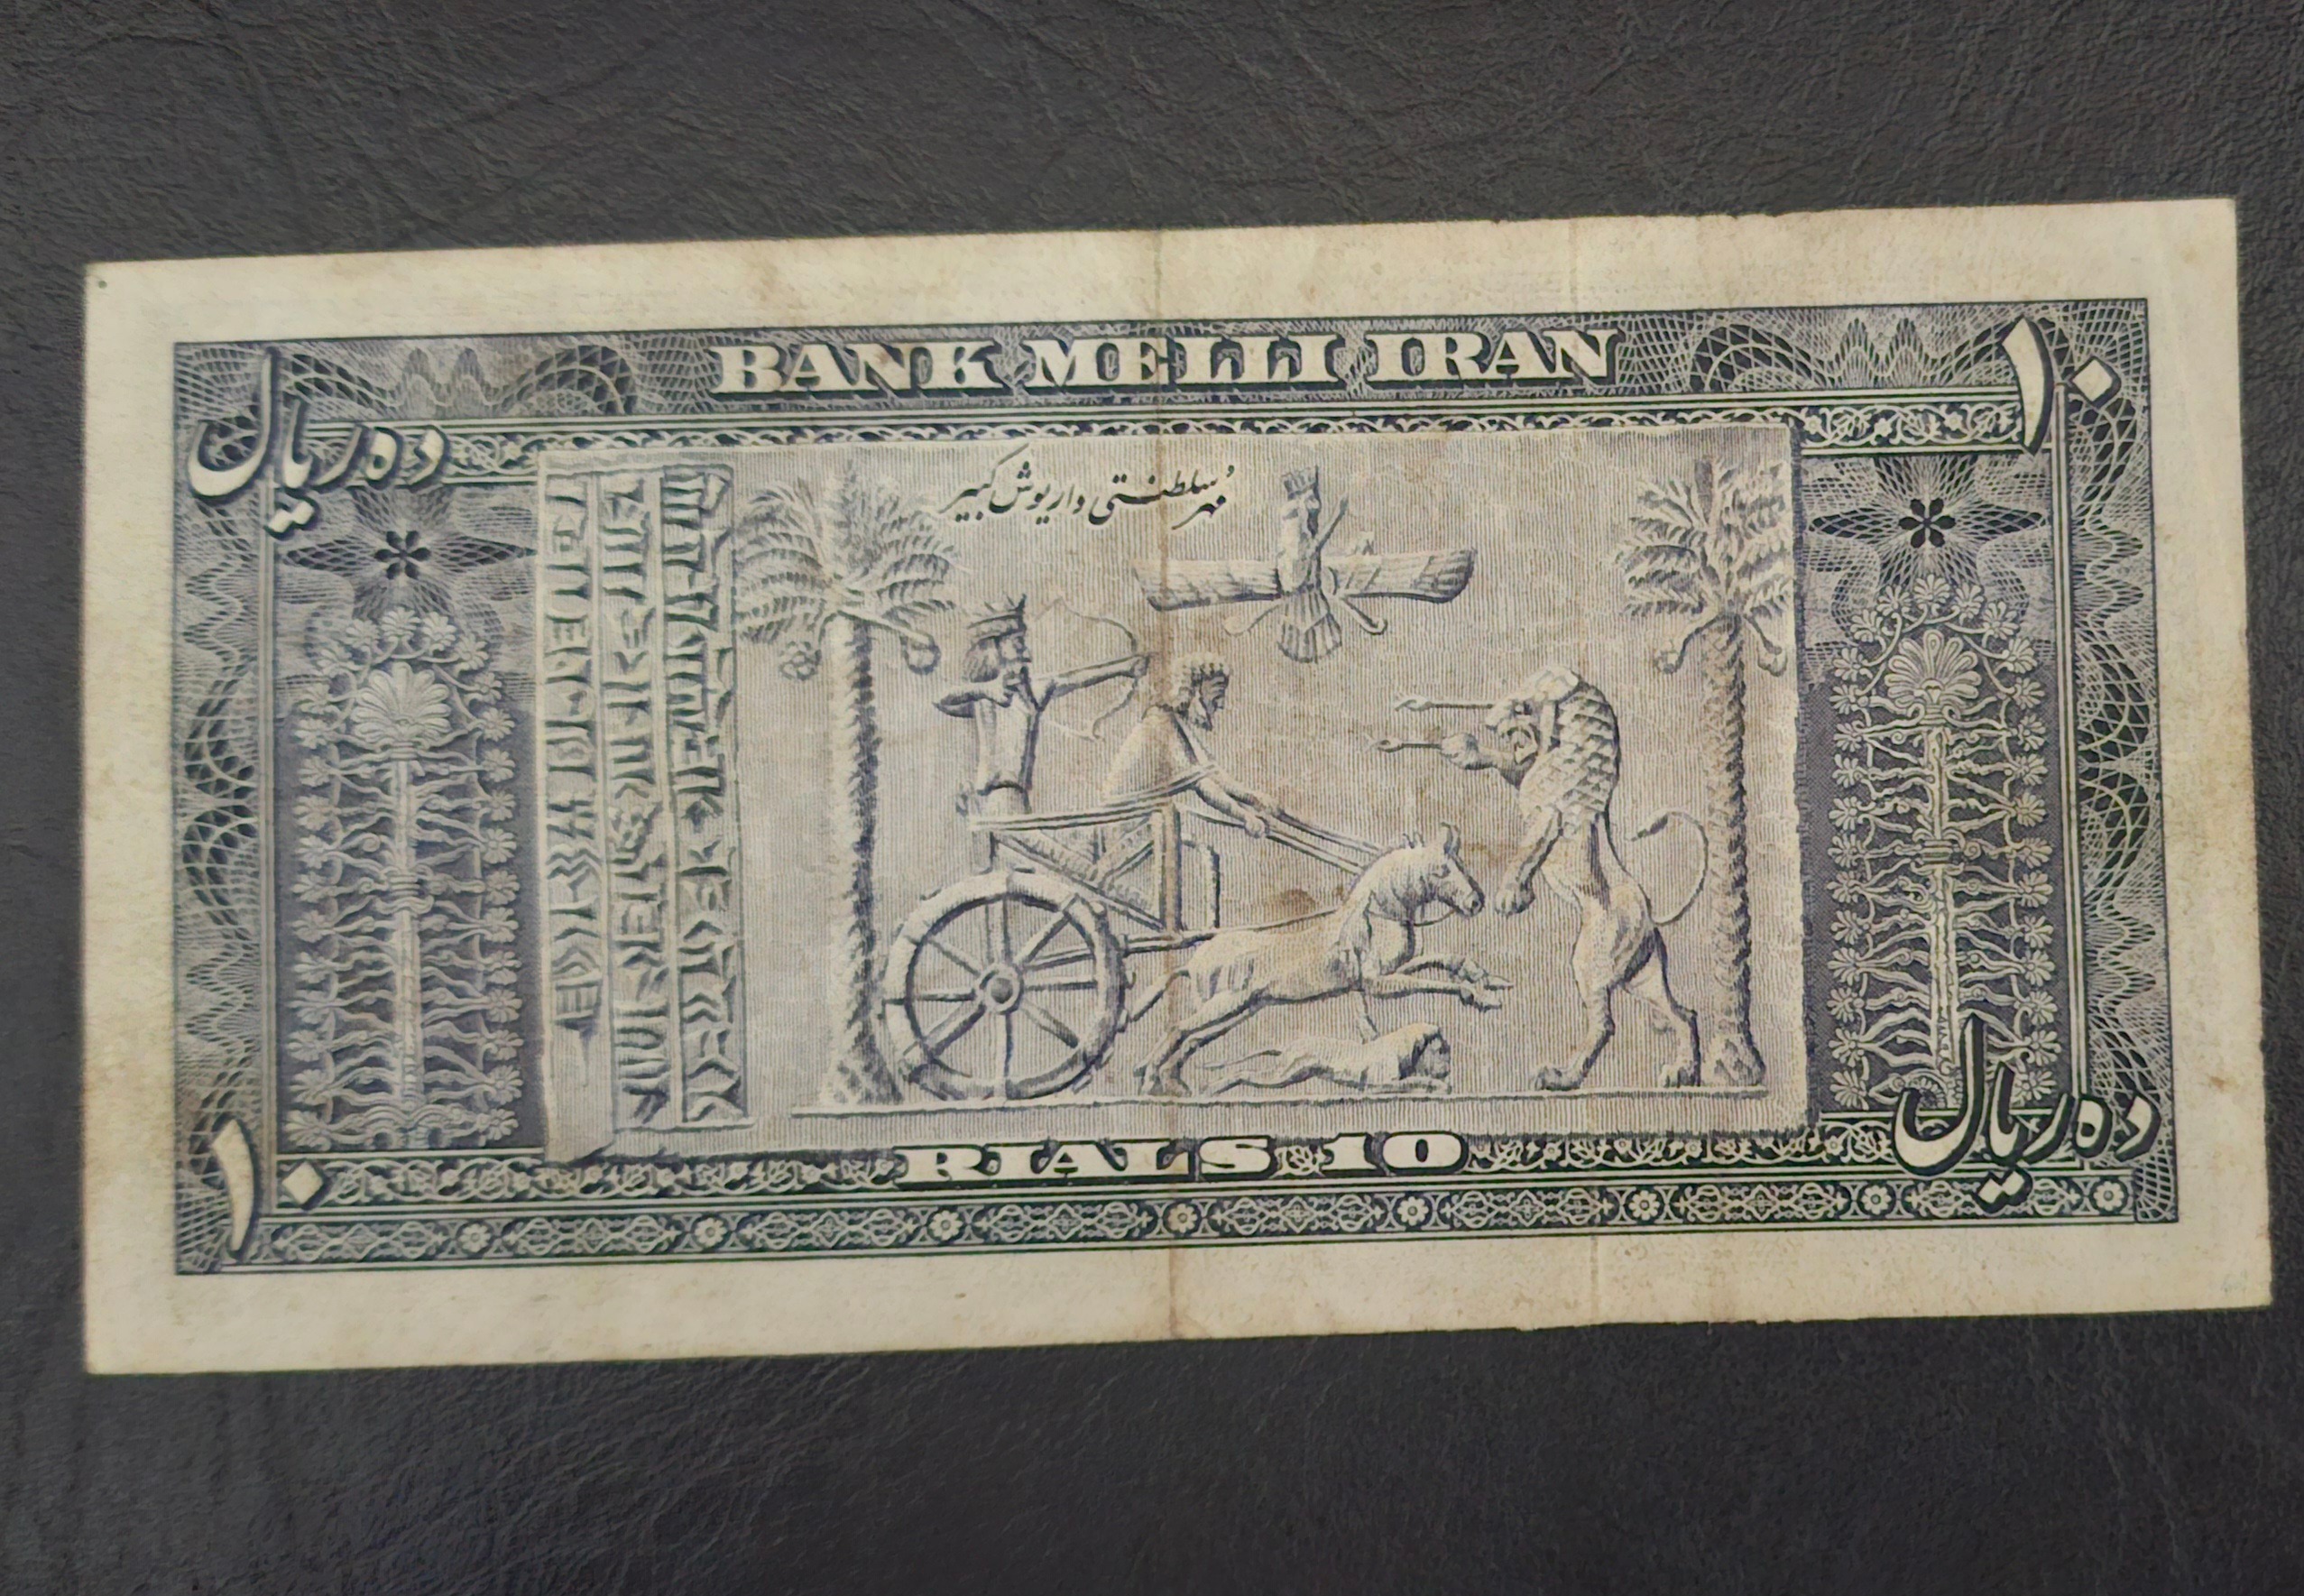 BANK MELLI IRAN
ده ریال
۱۰
مهر سلطنتی داریوش کبیر
۱۰
RIALS 10
ده ریال